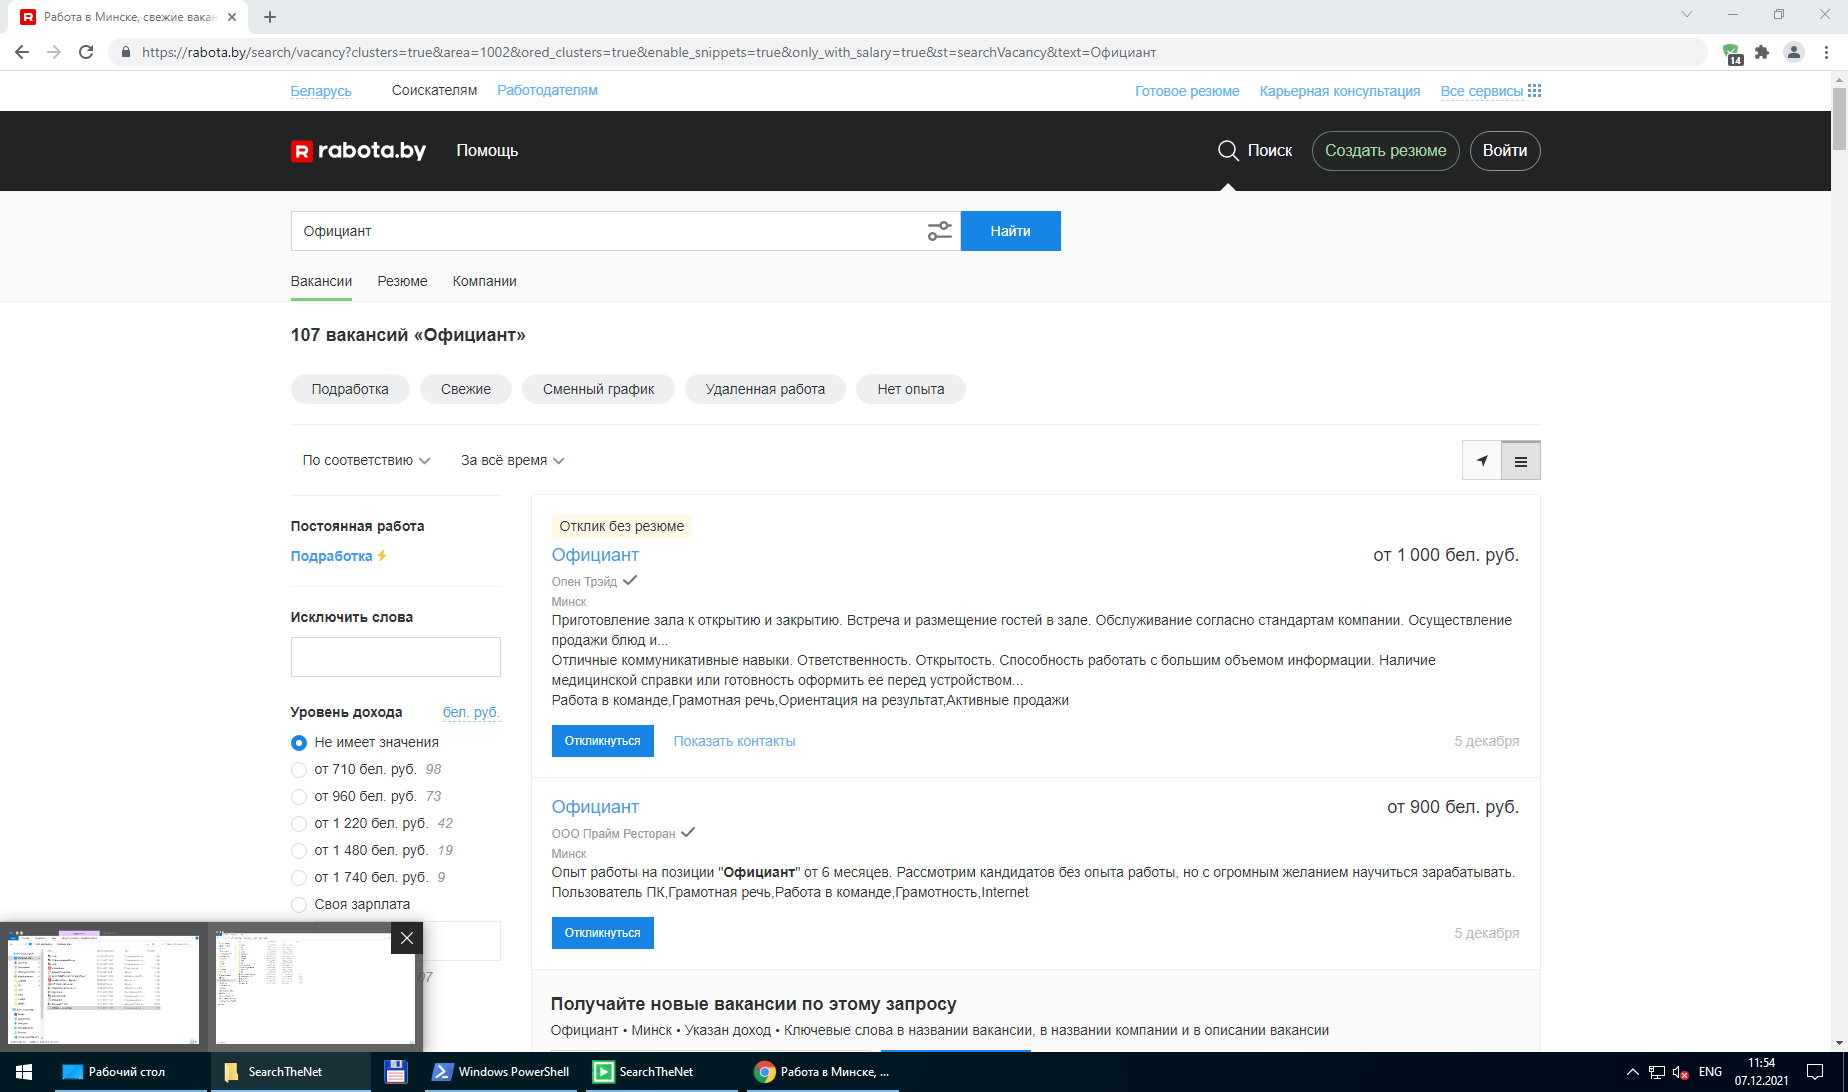 Работа в Минске, свежие вакан
https://rabota.by/search/vacancy?clusters=true&area=1002&ored_clusters=true&enable_snippets=true&only_with_salary=true&st=searchVacancy&text=Официант
14
Беларусь Соискателям Работодателям Готовое резюме Карьерная консультация Все сервисы
R rabota.by Помощь Поиск Создать резюме Войти
Официант Найти
Вакансии Резюме Компании
107 вакансий «Официант»
Подработка Свежие Сменный график Удаленная работа Нет опыта
По соответствию За всё время
Постоянная работа
Подработка
Исключить слова
Уровень дохода бел. руб.
Не имеет значения
от 710 бел. руб. 98
от 960 бел. руб. 73
от 1 220 бел. руб. 42
от 1 480 бел. руб. 19
от 1 740 бел. руб. 9
Своя зарплата
07
Отклик без резюме
Официант от 1 000 бел. руб.
Опен Трэйд
Минск
Приготовление зала к открытию и закрытию. Встреча и размещение гостей в зале. Обслуживание согласно стандартам компании. Осуществление
продажи блюд и...
Отличные коммуникативные навыки. Ответственность. Открытость. Способность работать с большим объемом информации. Наличие
медицинской справки или готовность оформить ее перед устройством...
Работа в команде,Грамотная речь,Ориентация на результат,Активные продажи
Откликнуться Показать контакты 5 декабря
Официант от 900 бел. руб.
ООО Прайм Ресторан
Минск
Опыт работы на позиции "Официант" от 6 месяцев. Рассмотрим кандидатов без опыта работы, но с огромным желанием научиться зарабатывать.
Пользователь ПК,Грамотная речь,Работа в команде,Грамотность,Internet
Откликнуться 5 декабря
Получайте новые вакансии по этому запросу
Официант • Минск • Указан доход • Ключевые слова в названии вакансии, в названии компании и в описании вакансии
Рабочий стол SearchTheNet Windows PowerShell SearchTheNet Работа в Минске, ... ENG 11:54
07.12.2021